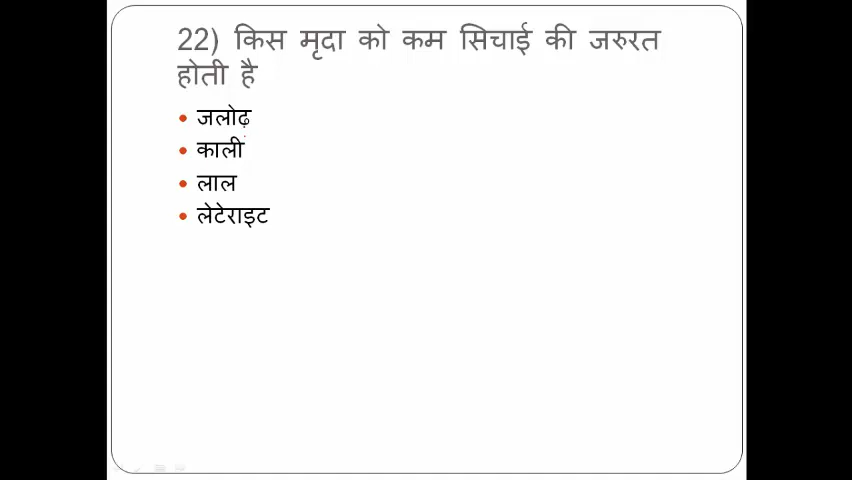 22) किस मृदा को कम सिचाई की जरुरत
होती है
• जलोढ़
• काली
• लाल
• लेटेराइट